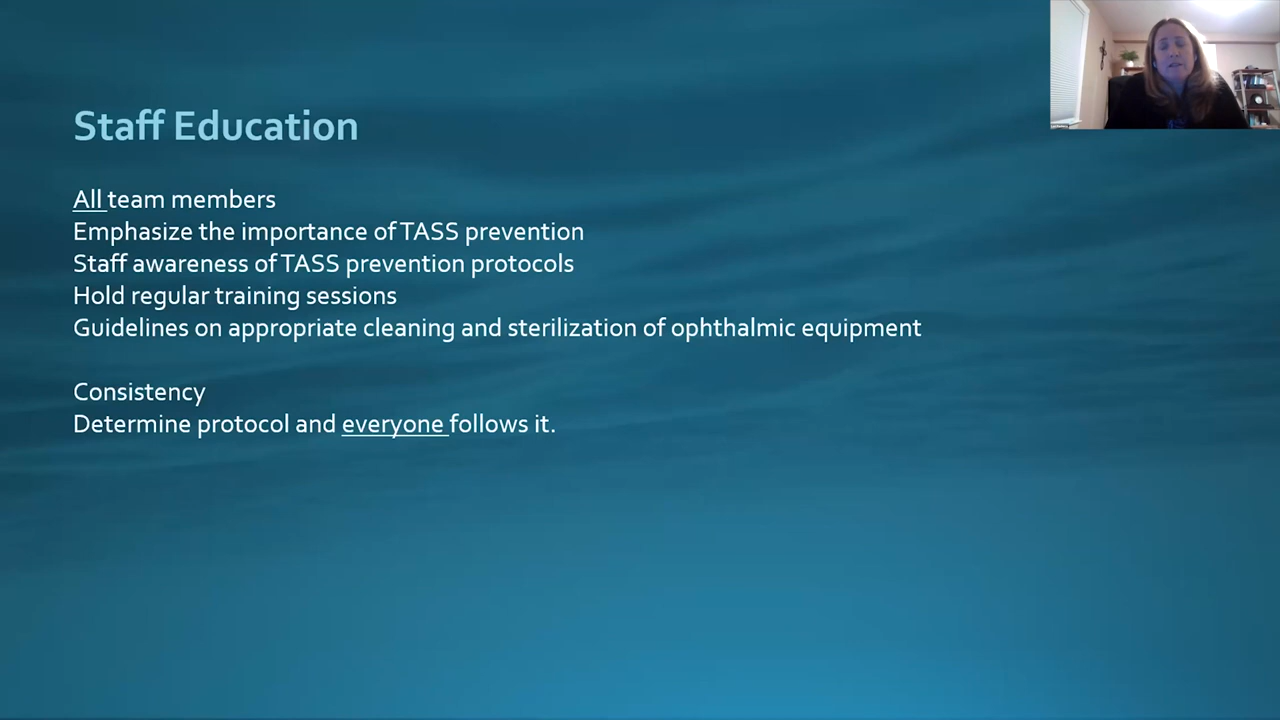 Staff Education
All team members
Emphasize the importance of TASS prevention
Staff awareness of TASS prevention protocols
Hold regular training sessions
Guidelines on appropriate cleaning and sterilization of ophthalmic equipment
Consistency
Determine protocol and everyone follows it.